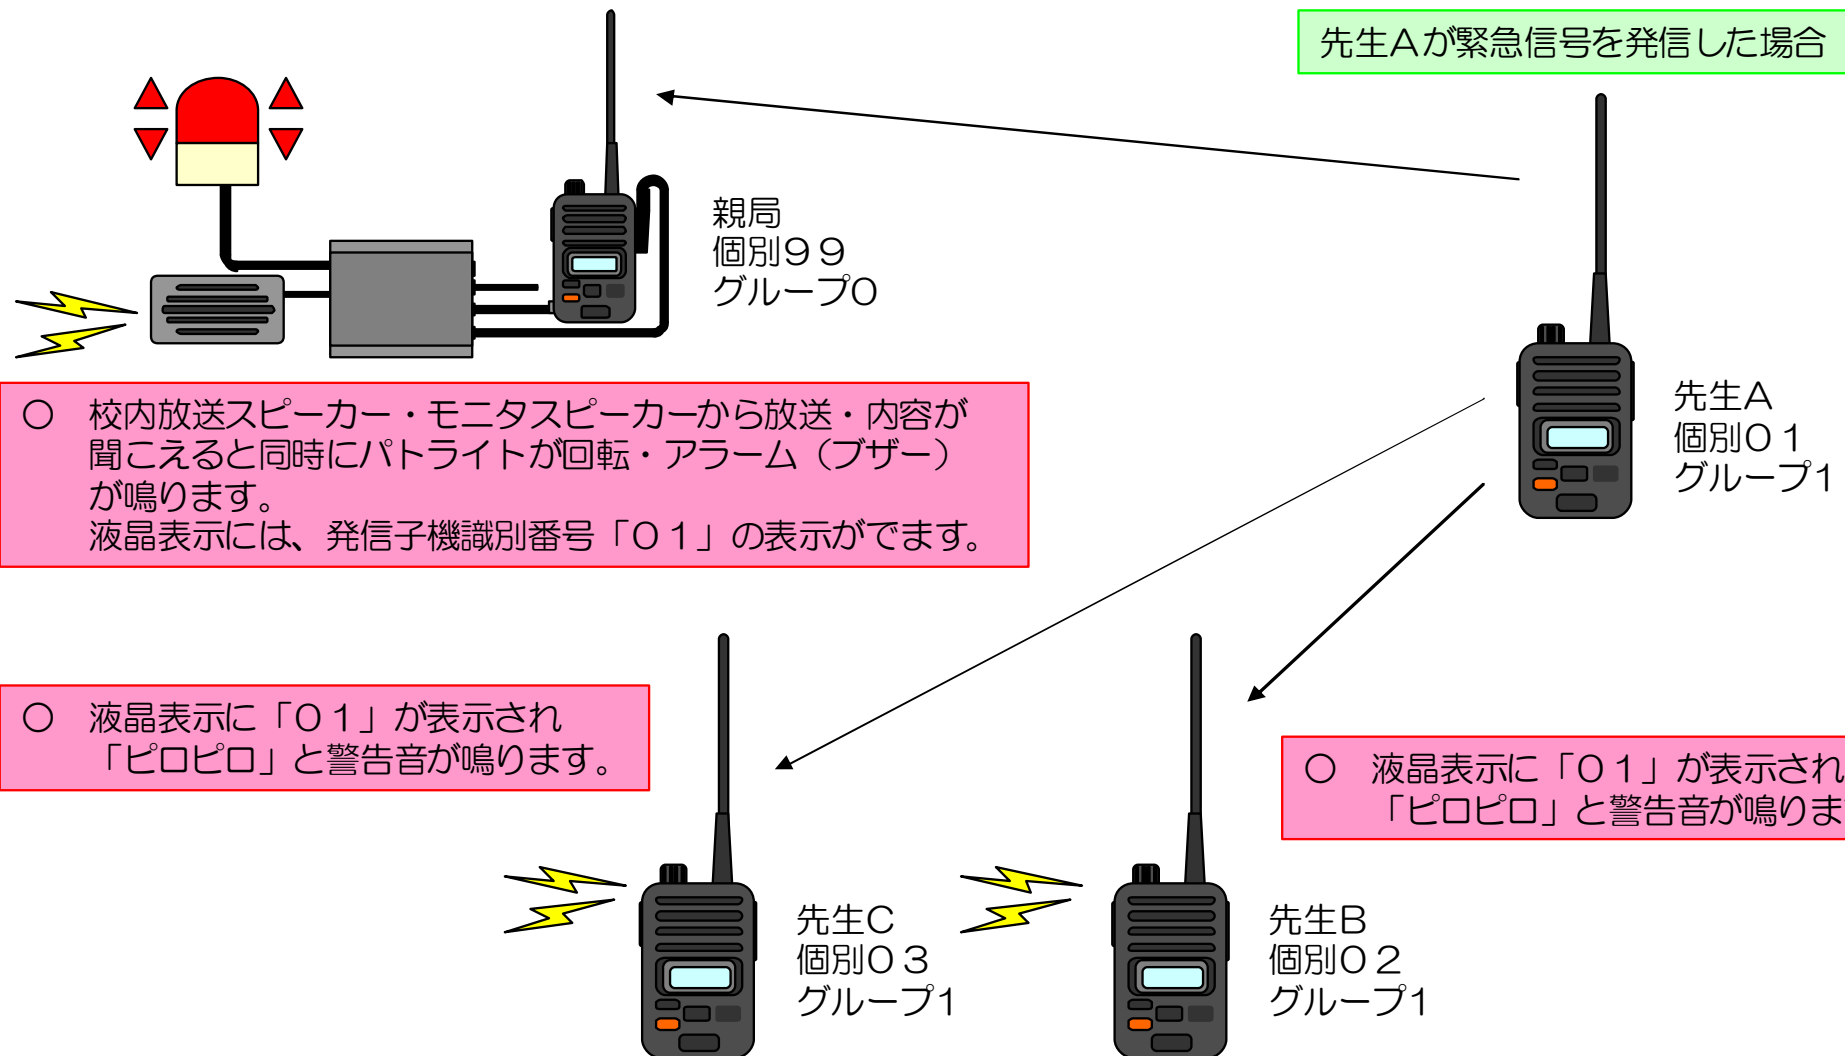 先生Aが緊急信号を発信した場合
親局
個別９９
グループ０
先生A
個別０１
グループ1
○　校内放送スピーカー・モニタスピーカーから放送・内容が
聞こえると同時にパトライトが回転・アラーム（ブザー）
が鳴ります。
液晶表示には、発信子機識別番号「０１」の表示がでます。
○　液晶表示に「０１」が表示され
「ピロピロ」と警告音が鳴ります。
○　液晶表示に「０１」が表示され
「ピロピロ」と警告音が鳴りま
先生C
個別０３
グループ1
先生B
個別０２
グループ1